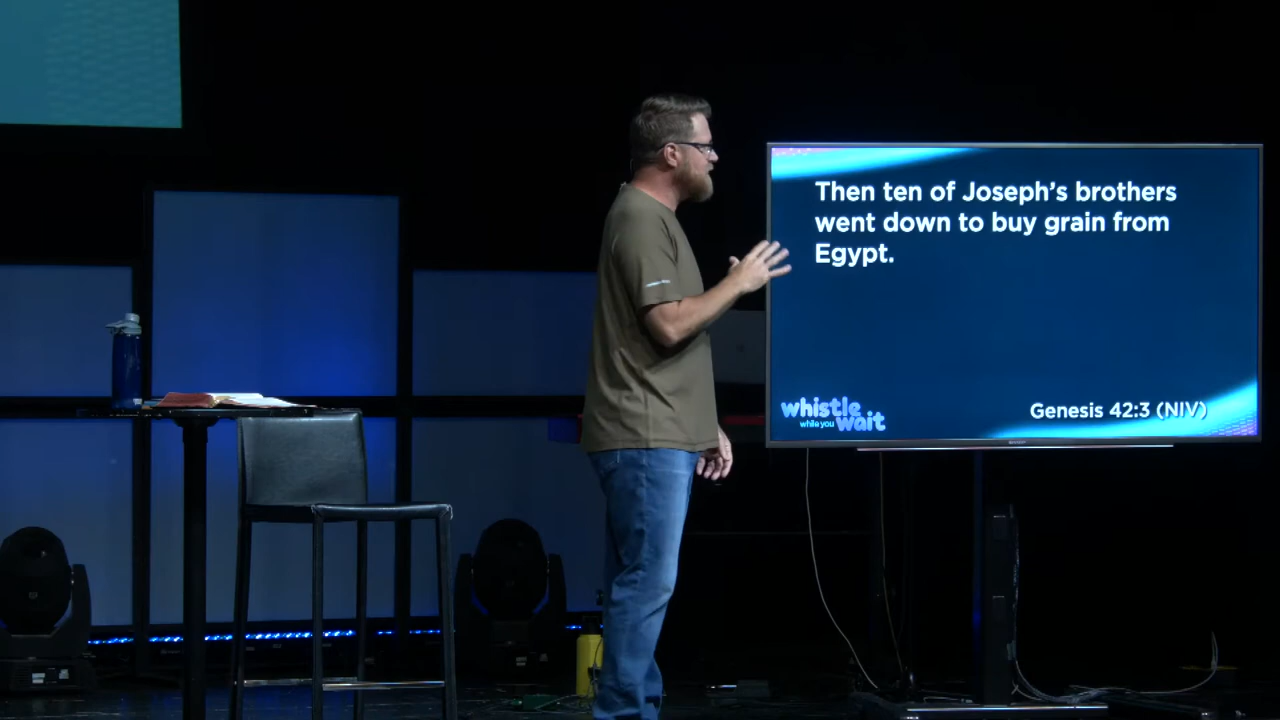 Then ten of Joseph's brothers
went down to buy grain from
Egypt.
whistle
while you
wait
Genesis 42:3 (NIV)